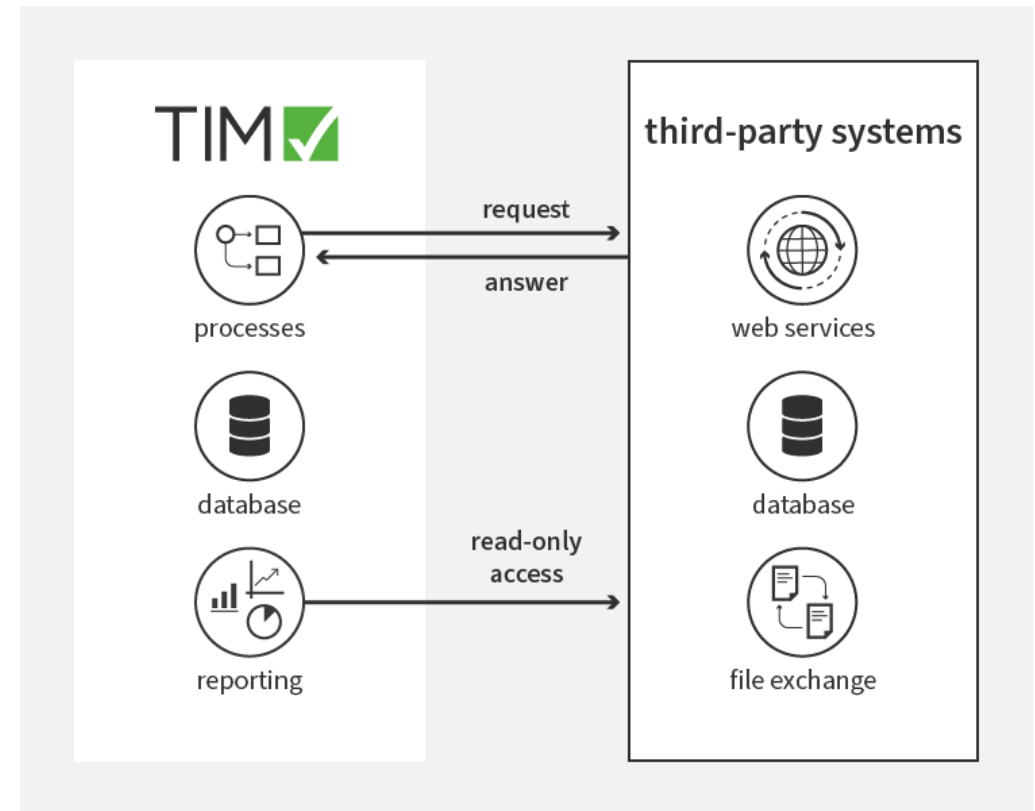 TIM
third-party systems
request
answer
processes
web services
database
database
read-only
access
reporting
file exchange